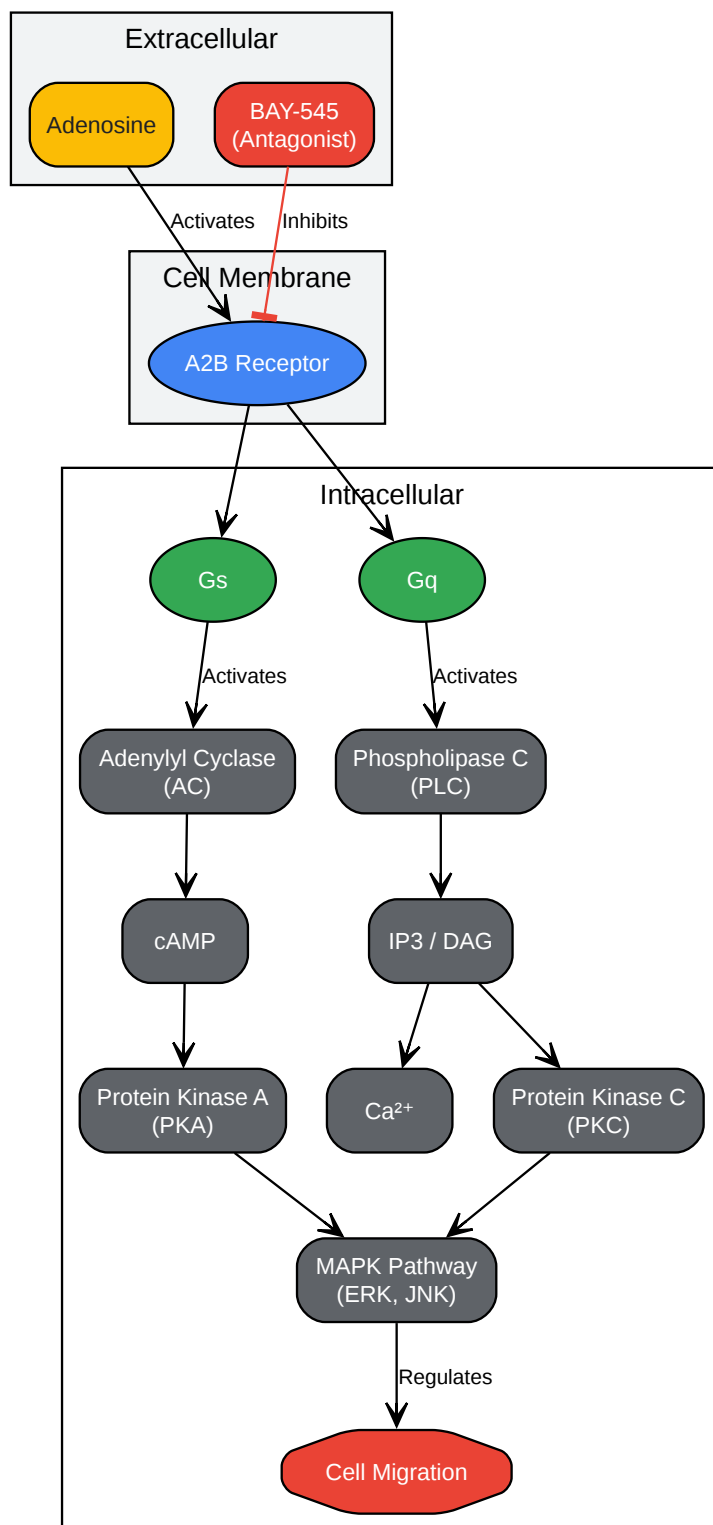 Extracellular
Adenosine
BAY-545
(Antagonist)
Activates
Inhibits
Cell Membrane
A2B Receptor
Intracellular
Gs
Gq
Activates
Activates
Adenylyl Cyclase
(AC)
Phospholipase C
(PLC)
cAMP
IP3 / DAG
Protein Kinase A
(PKA)
Ca²⁺
Protein Kinase C
(PKC)
MAPK Pathway
(ERK, JNK)
Regulates
Cell Migration